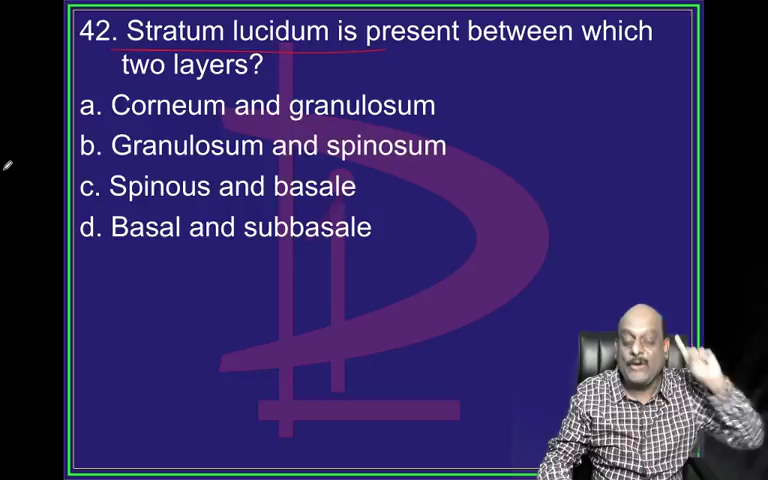 42. Stratum lucidum is present between which
two layers?
a. Corneum and granulosum
b. Granulosum and spinosum
c. Spinous and basale
d. Basal and subbasale